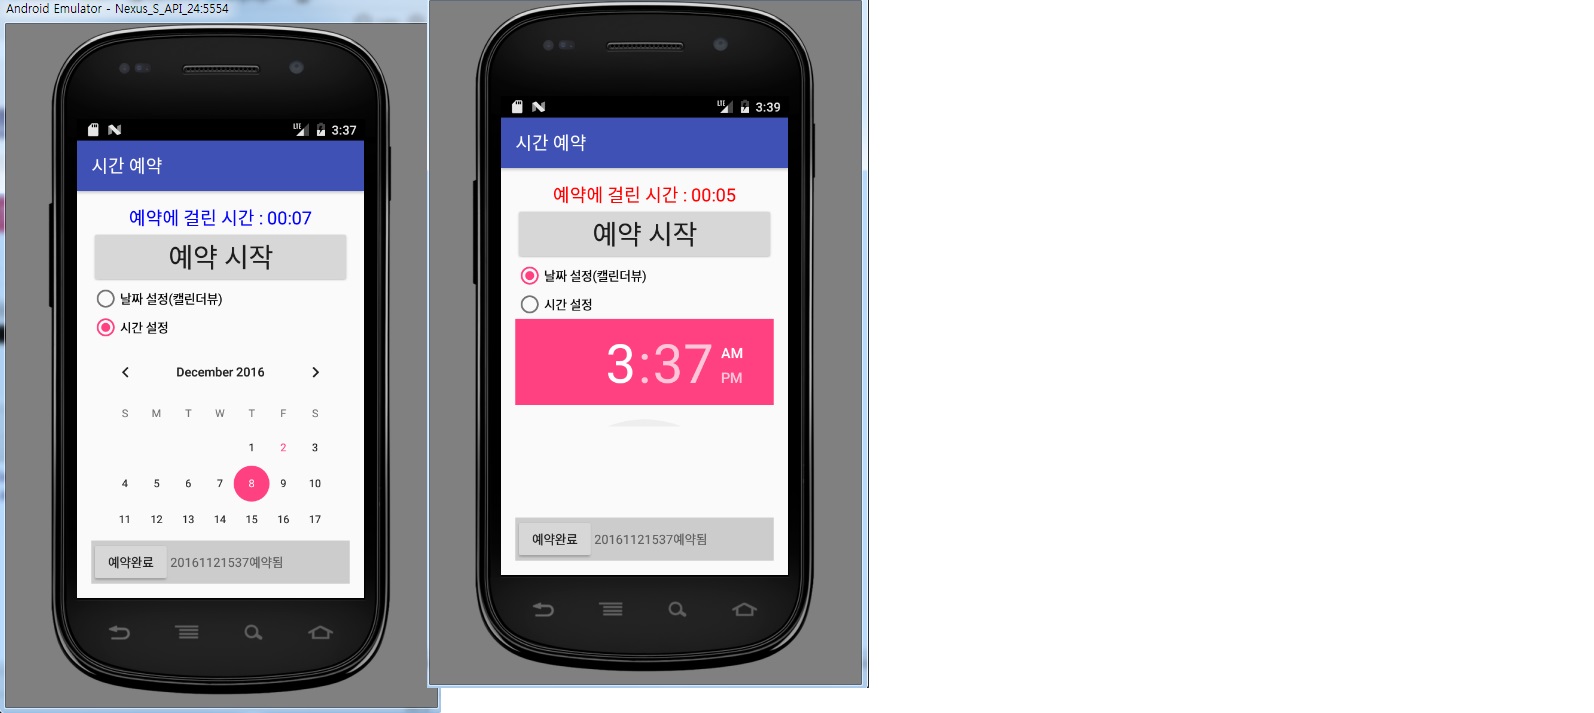 Android Emulator - Nexus_S_API_24:5554
LTE 3:37
시간 예약
예약에 걸린 시간 : 00:07
예약 시작
날짜 설정(캘린더뷰)
시간 설정
December 2016
S M T W T F S
1 2 3
4 5 6 7 8 9 10
11 12 13 14 15 16 17
예약완료 20161121537예약됨
LTE 3:39
시간 예약
예약에 걸린 시간 : 00:05
예약 시작
날짜 설정(캘린더뷰)
시간 설정
3:37 AM
PM
예약완료 20161121537예약됨